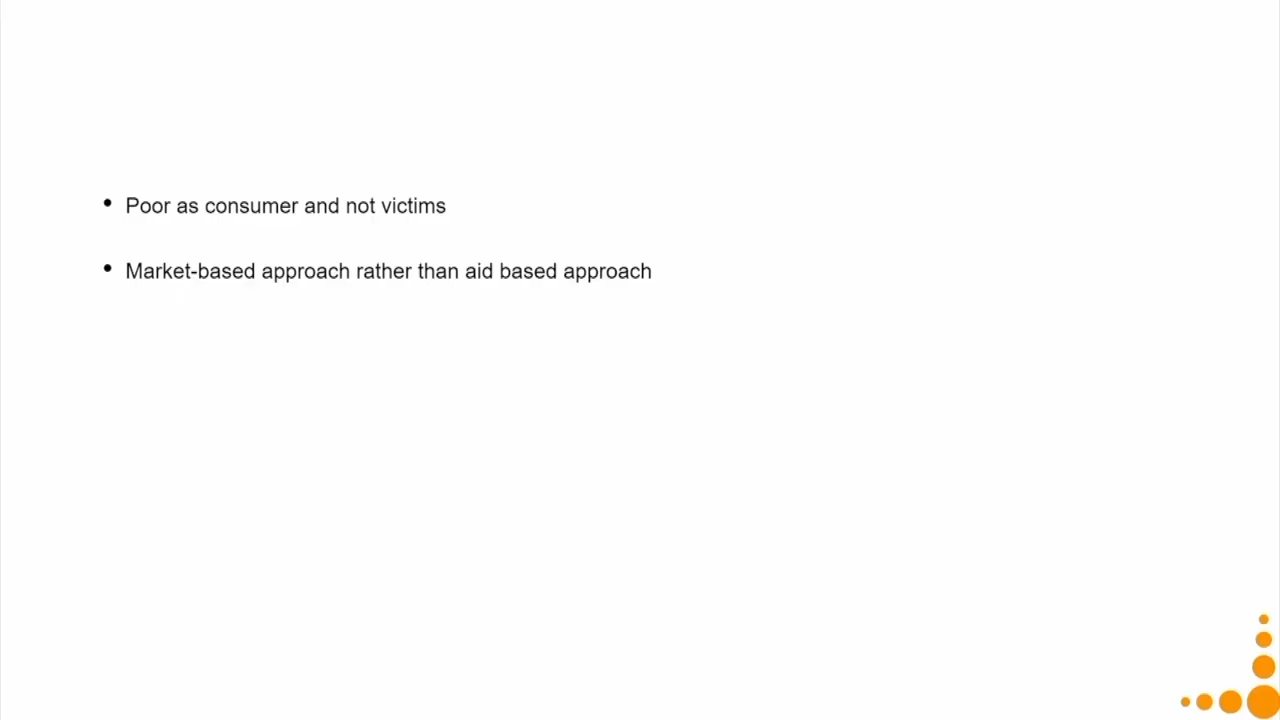 • Poor as consumer and not victims
• Market-based approach rather than aid based approach